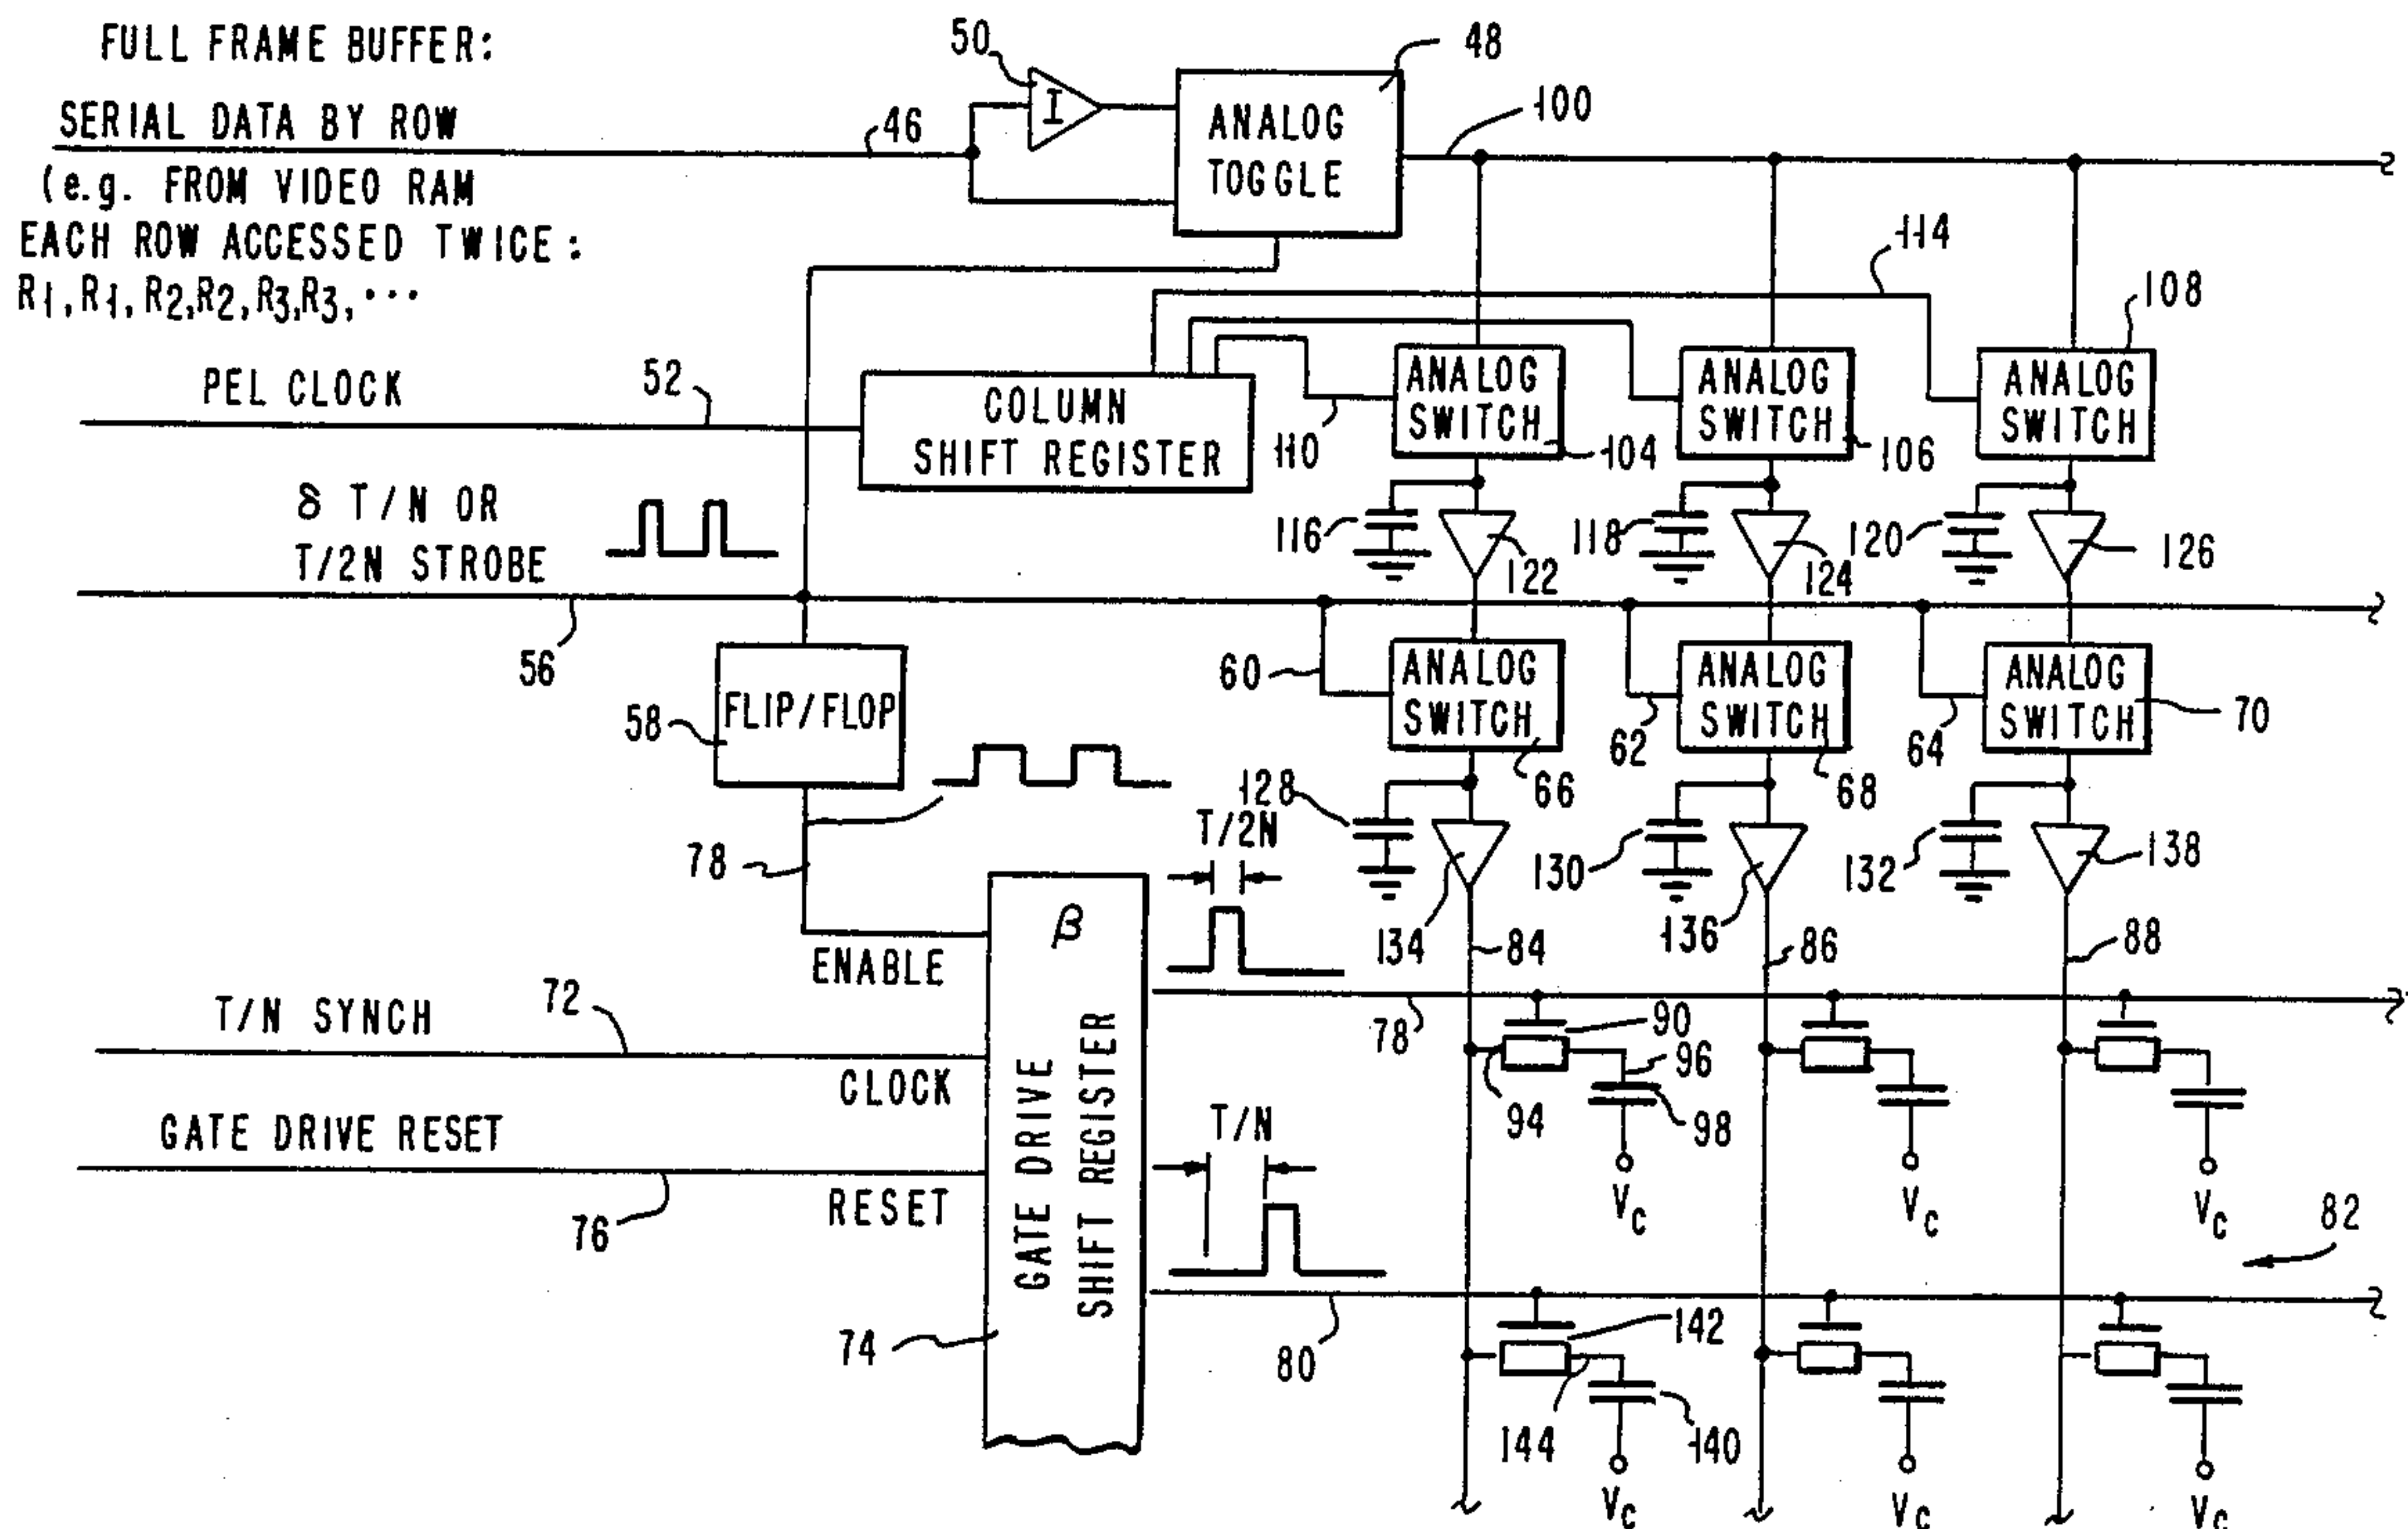 FULL FRAME BUFFER:
SERIAL DATA BY ROW
(e.g. FROM VIDEO RAM
EACH ROW ACCESSED TWICE:
R1, R1, R2, R2, R3, R3, ...
46
50
I
ANALOG
TOGGLE
48
100
114
PEL CLOCK
52
COLUMN
SHIFT REGISTER
110
ANALOG
SWITCH
104
ANALOG
SWITCH
106
ANALOG
SWITCH
108
δ T/N OR
T/2N STROBE
56
116
122
118
124
120
126
FLIP/FLOP
58
60
ANALOG
SWITCH
66
62
ANALOG
SWITCH
68
64
ANALOG
SWITCH
70
78
128
T/2N
134
130
136
132
138
β
ENABLE
84
86
88
T/N SYNCH
72
CLOCK
GATE DRIVE
SHIFT REGISTER
78
90
94
96
98
VC
VC
VC
GATE DRIVE RESET
76
RESET
T/N
82
74
80
142
144
140
VC
VC
VC